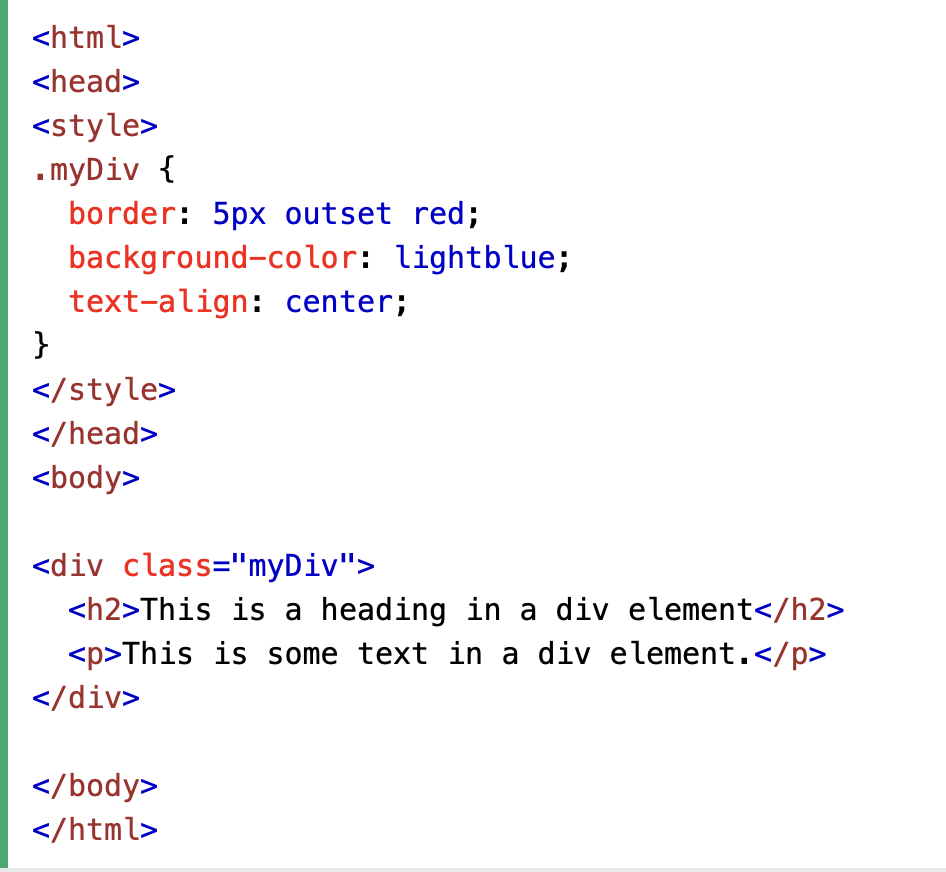 <html>
<head>
<style>
.myDiv {
  border: 5px outset red;
  background-color: lightblue;
  text-align: center;
}
</style>
</head>
<body>

<div class="myDiv">
  <h2>This is a heading in a div element</h2>
  <p>This is some text in a div element.</p>
</div>

</body>
</html>